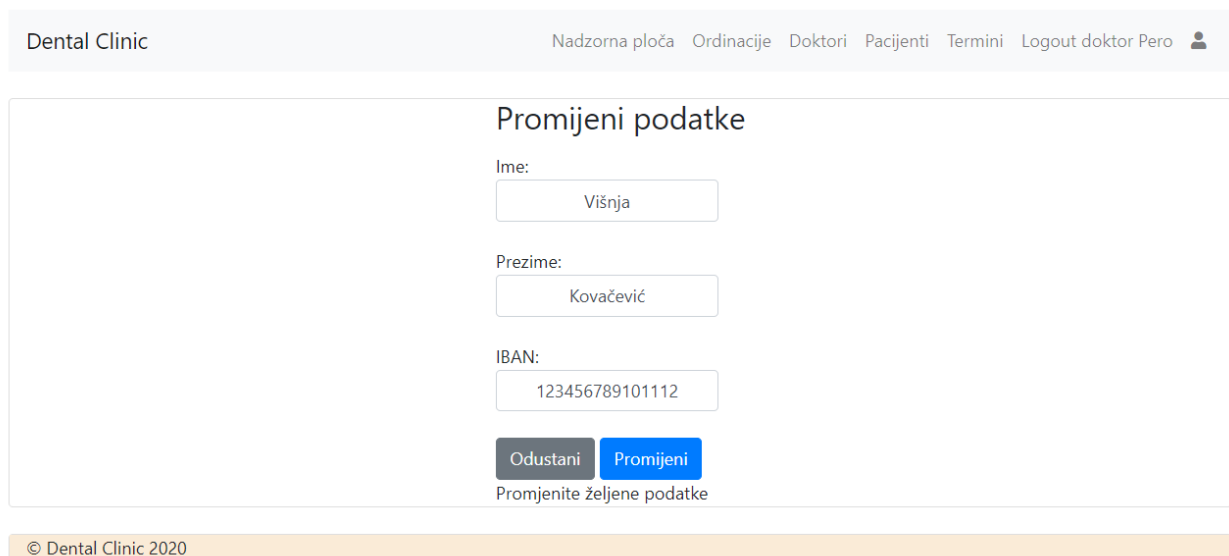 Dental Clinic Nadzorna ploča Ordinacije Doktori Pacijenti Termini Logout doktor Pero
Promijeni podatke
Ime:
Višnja
Prezime:
Kovačević
IBAN:
123456789101112
Odustani Promijeni
Promjenite željene podatke
© Dental Clinic 2020